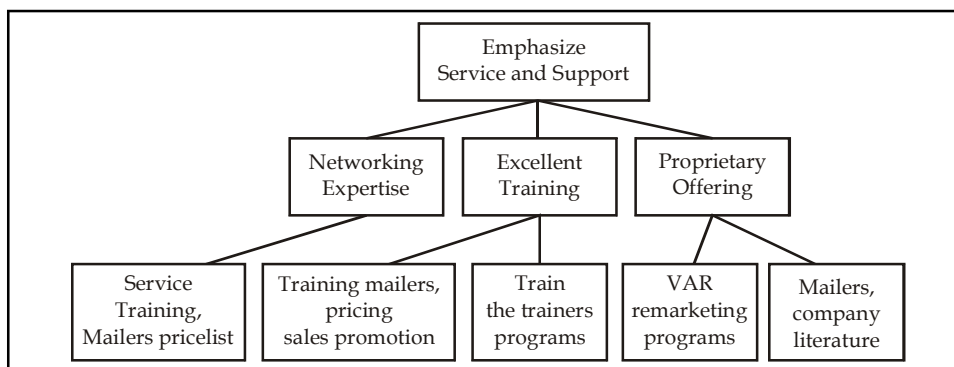 Emphasize
Service and Support
Networking
Expertise
Excellent
Training
Proprietary
Offering
Service
Training,
Mailers pricelist
Training mailers,
pricing
sales promotion
Train
the trainers
programs
VAR
remarketing
programs
Mailers,
company
literature